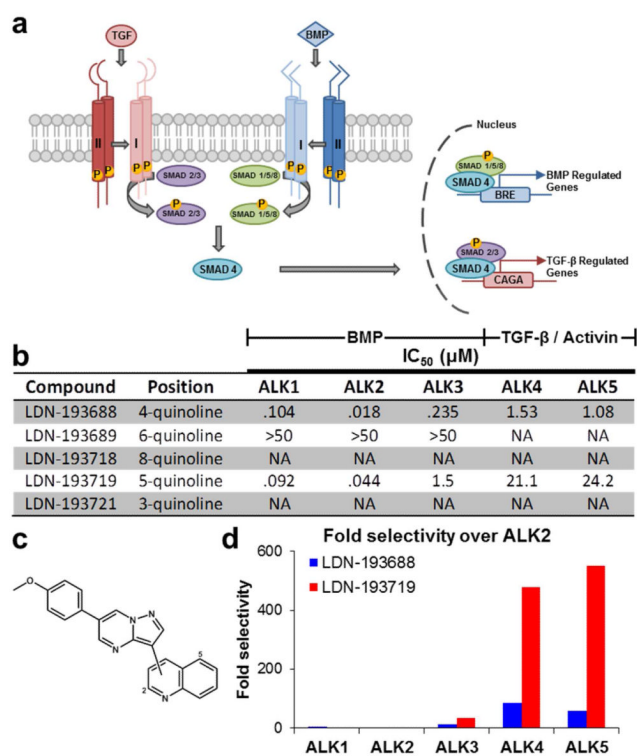 a
TGF
BMP
II
I
I
II
P P
P P
P P
P P
SMAD 2/3
SMAD 1/5/8
P
SMAD 2/3
P
SMAD 1/5/8
SMAD 4
Nucleus
P
SMAD 1/5/8
SMAD 4
BRE
BMP Regulated
Genes
P
SMAD 2/3
SMAD 4
CAGA
TGF-β Regulated
Genes
b
BMP TGF-β / Activin
IC50 (μM)
Compound Position ALK1 ALK2 ALK3 ALK4 ALK5
LDN-193688 4-quinoline .104 .018 .235 1.53 1.08
LDN-193689 6-quinoline >50 >50 >50 NA NA
LDN-193718 8-quinoline NA NA NA NA NA
LDN-193719 5-quinoline .092 .044 1.5 21.1 24.2
LDN-193721 3-quinoline NA NA NA NA NA
c
O
N
N
N
5
2
N
d
Fold selectivity over ALK2
LDN-193688
LDN-193719
Fold selectivity
600
400
200
0
ALK1 ALK2 ALK3 ALK4 ALK5